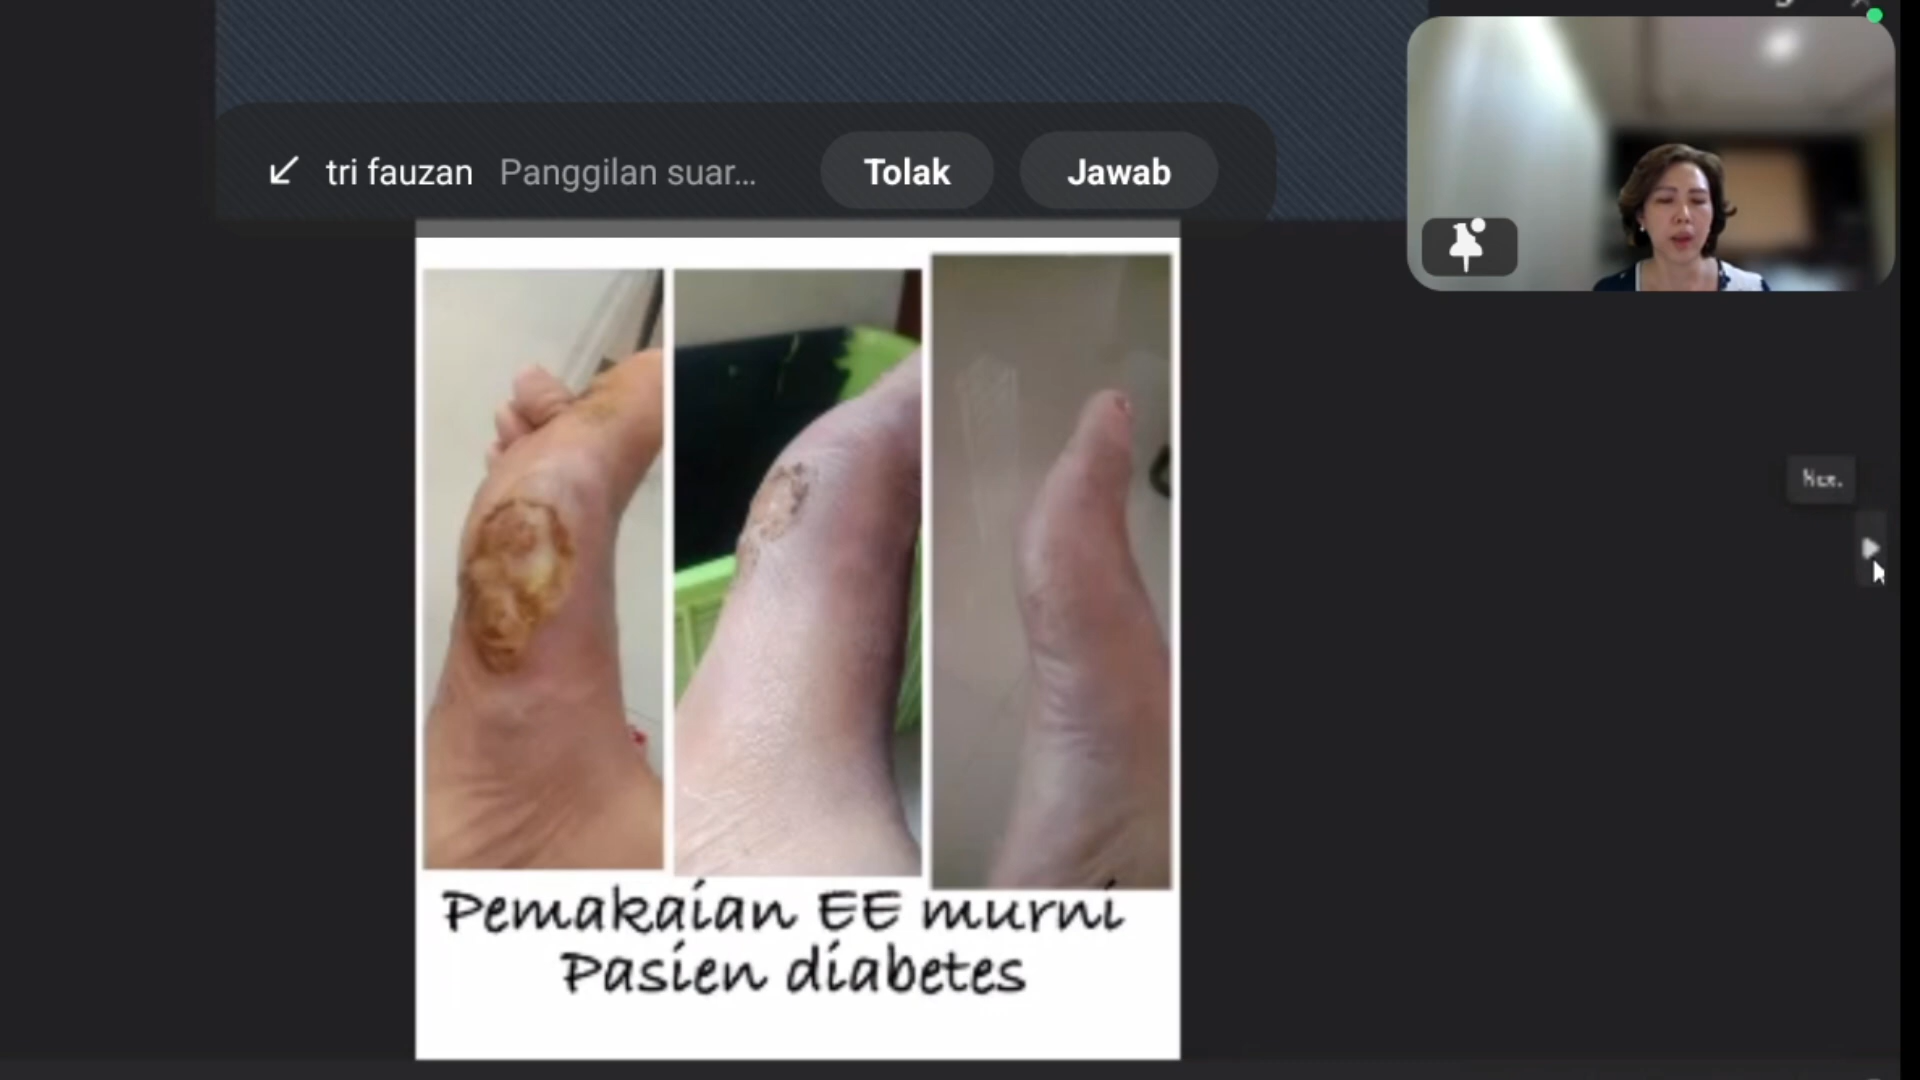 tri fauzan Panggilan suar... Tolak Jawab
Pemakaian EE murni
Pasien diabetes